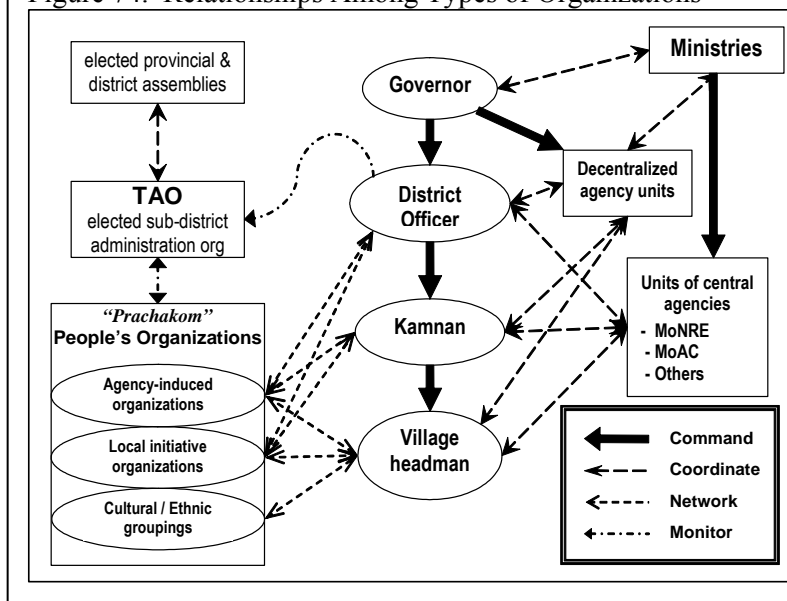 Figure 74. Relationships Among Types of Organizations
elected provincial &
district assemblies
TAO
elected sub-district
administration org
“Prachakom”
People’s Organizations
Agency-induced
organizations
Local initiative
organizations
Cultural / Ethnic
groupings
Governor
District
Officer
Kamnan
Village
headman
Ministries
Decentralized
agency units
Units of central
agencies
- MoNRE
- MoAC
- Others
Command
Coordinate
Network
Monitor